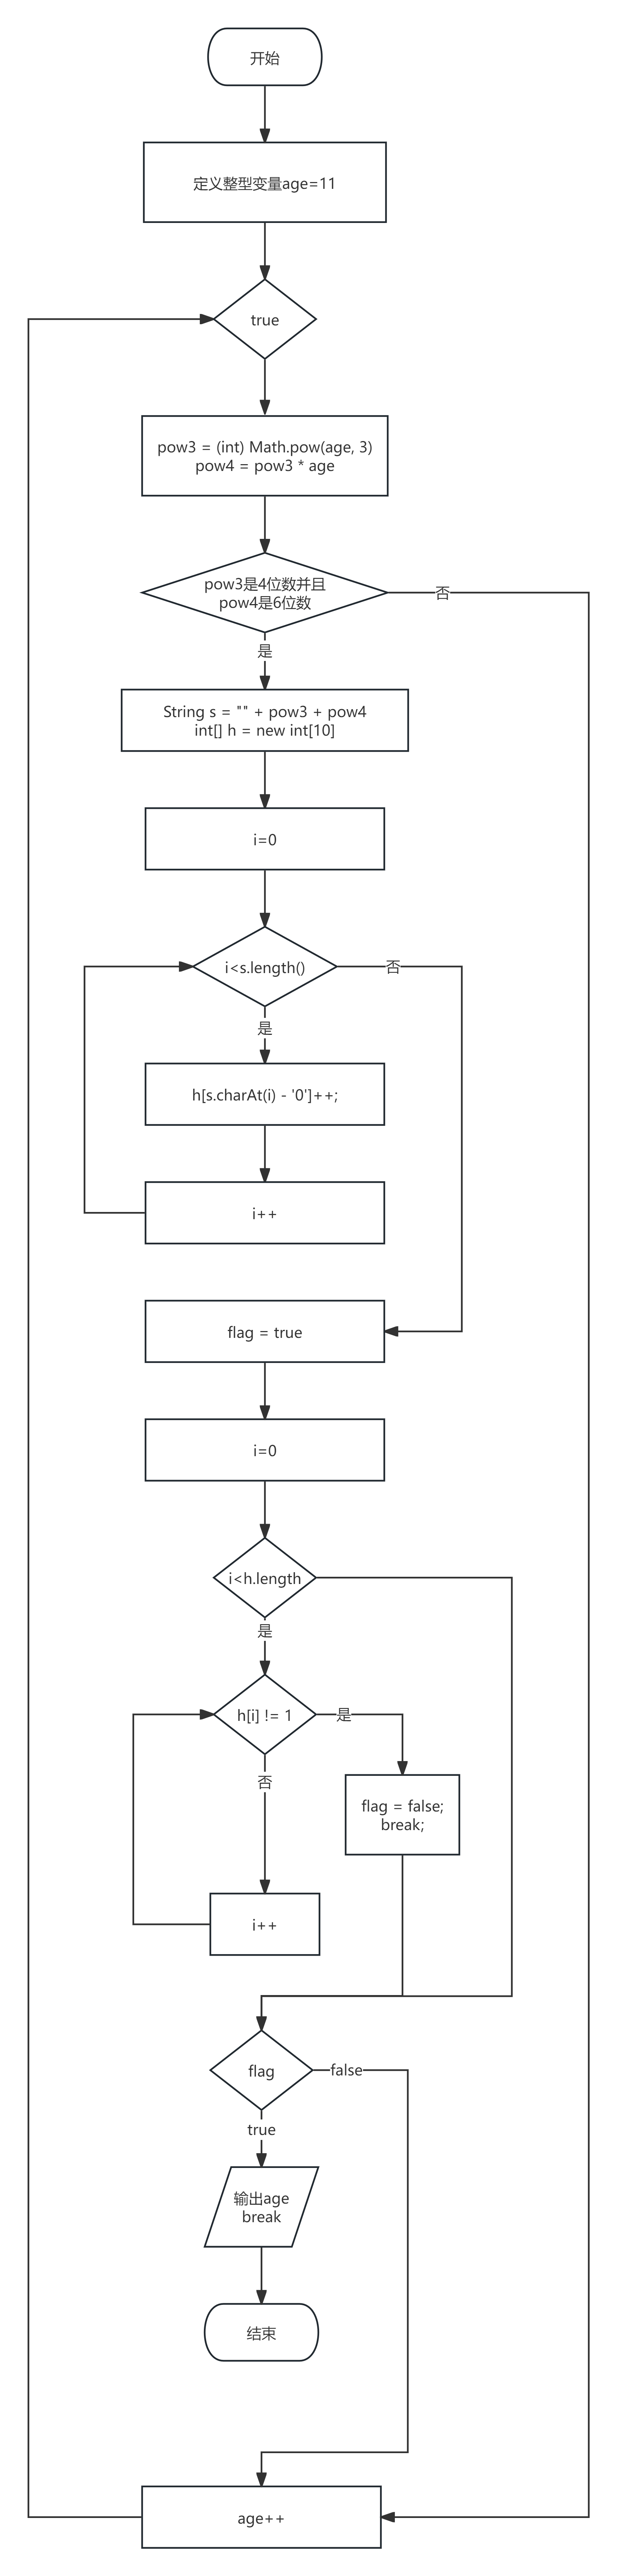 开始
定义整型变量age=11
true
pow3 = (int) Math.pow(age, 3)
pow4 = pow3 * age
pow3是4位数并且
pow4是6位数
否
是
String s = "" + pow3 + pow4
int[] h = new int[10]
i=0
i<s.length()
否
是
h[s.charAt(i) - '0']++;
i++
flag = true
i=0
i<h.length
是
h[i] != 1
是
否
flag = false;
break;
i++
flag
false
true
输出age
break
结束
age++